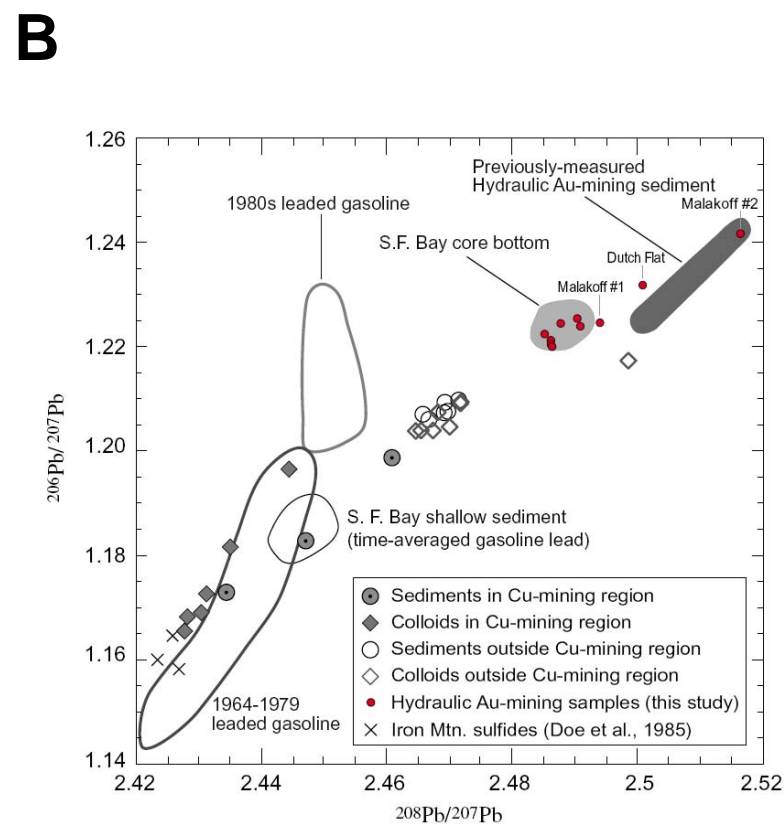 B
1.26
1.24
1.22
1.20
1.18
1.16
1.14
2.42
2.44
2.46
2.48
2.5
2.52
206Pb/207Pb
208Pb/207Pb
Previously-measured
Hydraulic Au-mining sediment
Malakoff #2
1980s leaded gasoline
S.F. Bay core bottom
Dutch Flat
Malakoff #1
S. F. Bay shallow sediment
(time-averaged gasoline lead)
1964-1979
leaded gasoline
Sediments in Cu-mining region
Colloids in Cu-mining region
Sediments outside Cu-mining region
Colloids outside Cu-mining region
Hydraulic Au-mining samples (this study)
Iron Mtn. sulfides (Doe et al., 1985)